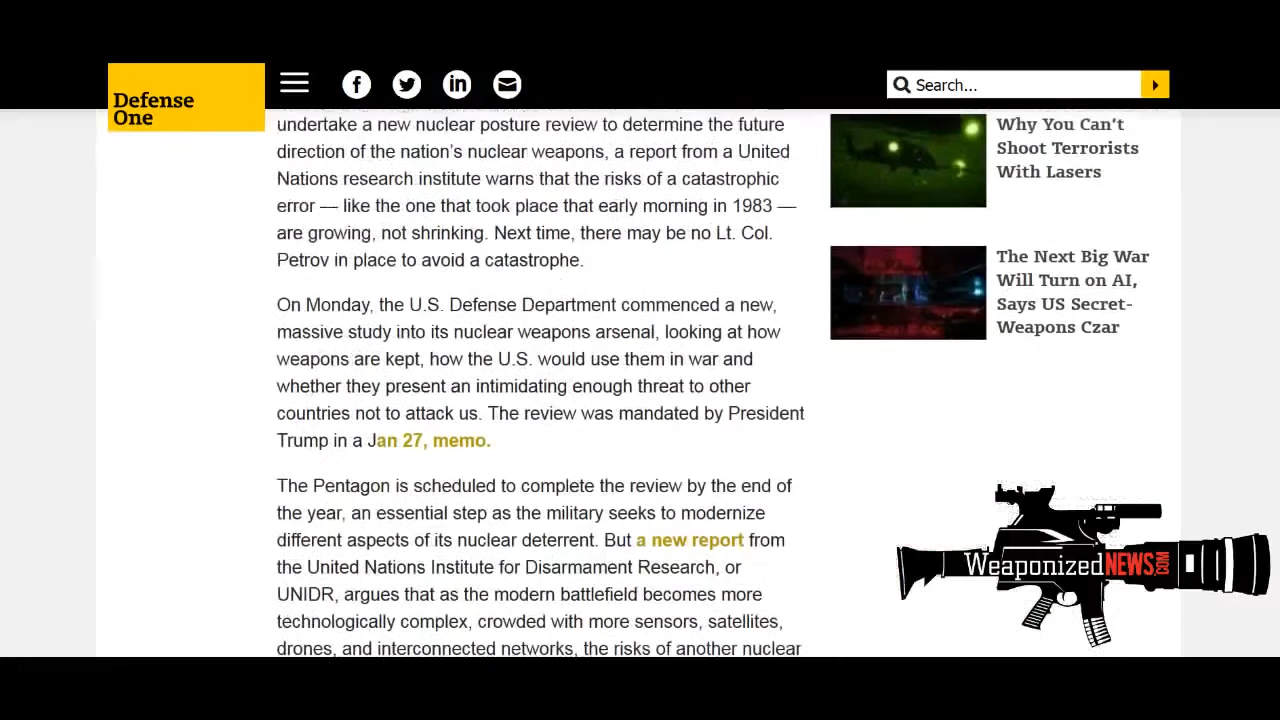 Defense
One
Search...
undertake a new nuclear posture review to determine the future
direction of the nation's nuclear weapons, a report from a United
Nations research institute warns that the risks of a catastrophic
error — like the one that took place that early morning in 1983 —
are growing, not shrinking. Next time, there may be no Lt. Col.
Petrov in place to avoid a catastrophe.
On Monday, the U.S. Defense Department commenced a new,
massive study into its nuclear weapons arsenal, looking at how
weapons are kept, how the U.S. would use them in war and
whether they present an intimidating enough threat to other
countries not to attack us. The review was mandated by President
Trump in a Jan 27, memo.
The Pentagon is scheduled to complete the review by the end of
the year, an essential step as the military seeks to modernize
different aspects of its nuclear deterrent. But a new report from
the United Nations Institute for Disarmament Research, or
UNIDR, argues that as the modern battlefield becomes more
technologically complex, crowded with more sensors, satellites,
drones, and interconnected networks, the risks of another nuclear
Why You Can't
Shoot Terrorists
With Lasers
The Next Big War
Will Turn on AI,
Says US Secret-
Weapons Czar
WeaponizedNEWS.COM